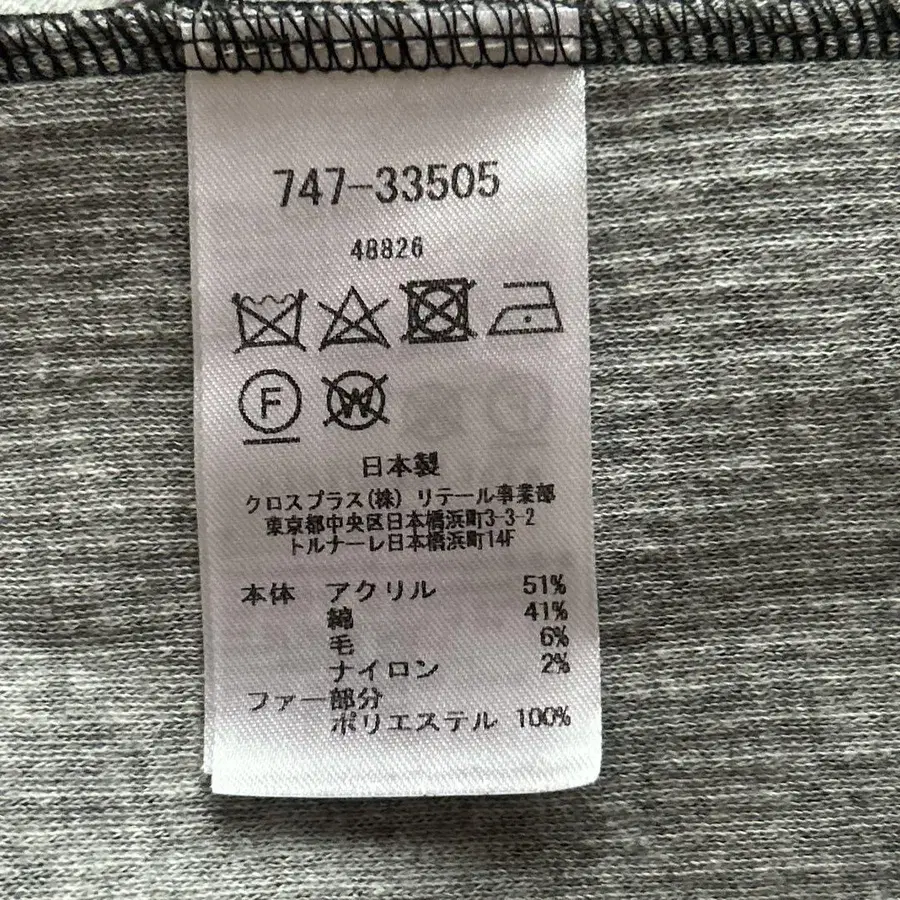 747-33505
48826
F
W
日本製
クロスプラス(株) リテール事業部
東京都中央区日本橋浜町3-3-2
トルナーレ日本橋浜町14F
本体 アクリル 51%
綿 41%
毛 6%
ナイロン 2%
ファー部分
ポリエステル 100%